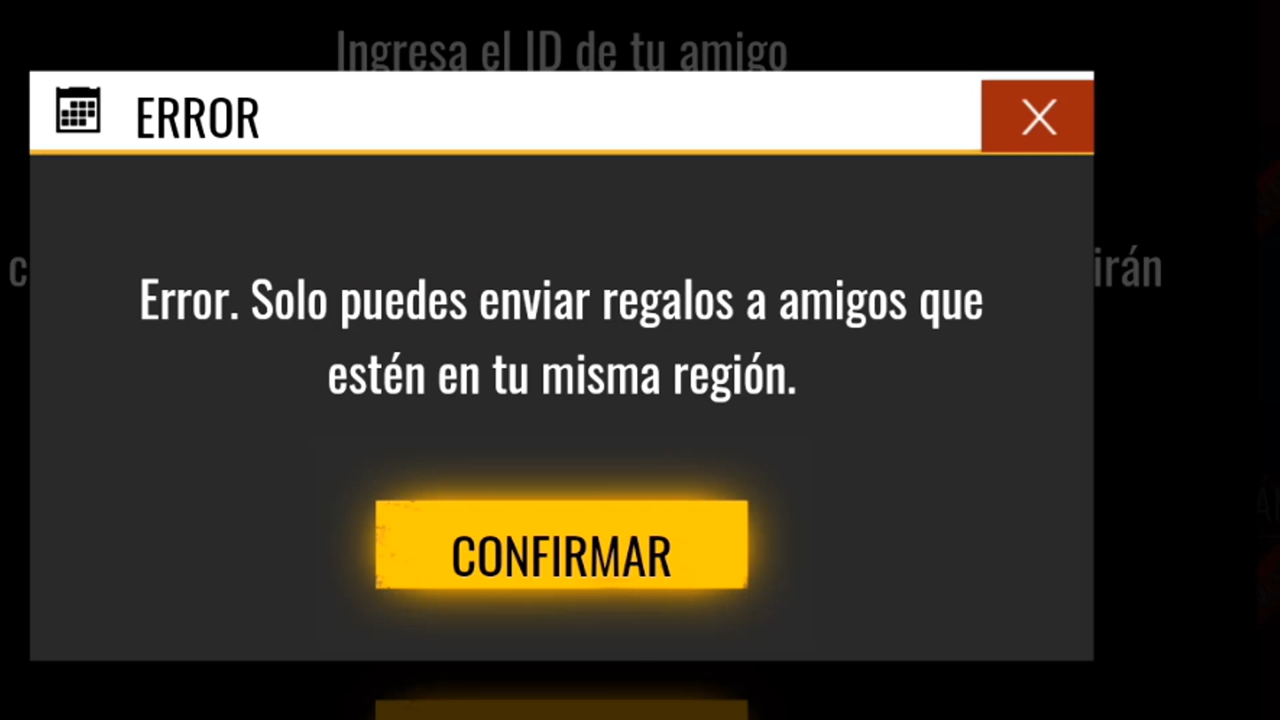 Ingresa el ID de tu amigo
ERROR
Error. Solo puedes enviar regalos a amigos que
estén en tu misma región.
CONFIRMAR